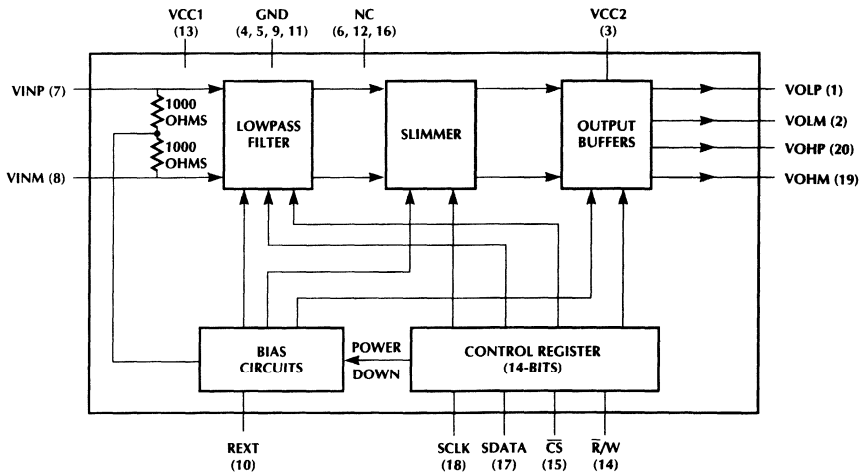 VCC1
(13)
GND
(4, 5, 9, 11)
NC
(6, 12, 16)
VCC2
(3)
VINP (7)
1000
OHMS
1000
OHMS
VINM (8)
LOWPASS
FILTER
SLIMMER
OUTPUT
BUFFERS
VOLP (1)
VOLM (2)
VOHP (20)
VOHM (19)
BIAS
CIRCUITS
POWER
DOWN
CONTROL REGISTER
(14-BITS)
REXT
(10)
SCLK
(18)
SDATA
(17)
C̅S̅
(15)
R̅/W
(14)